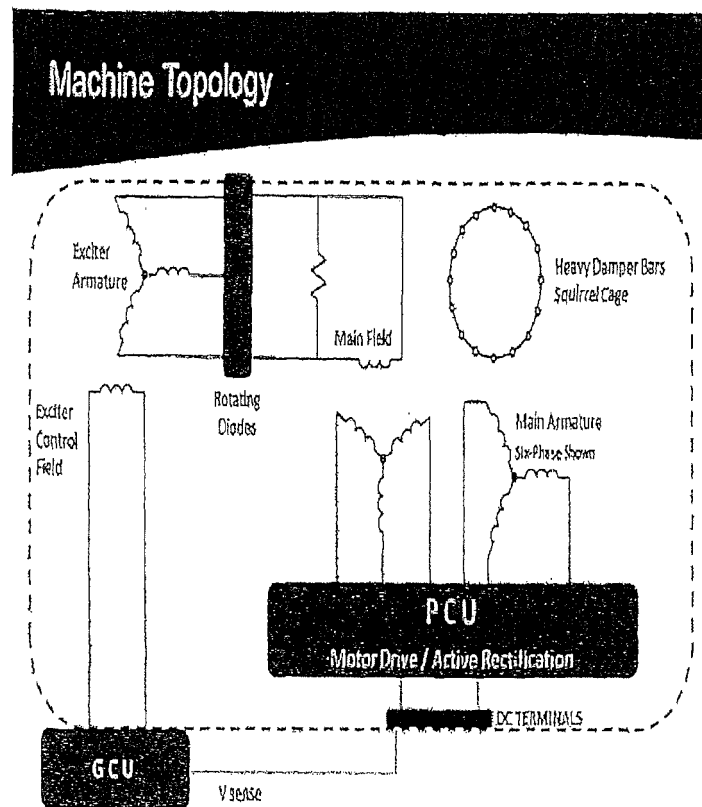 Machine Topology
Exciter
Armature
Heavy Damper Bars
Squirrel Cage
Main Field
Rotating
Diodes
Exciter
Control
Field
Main Armature
Six-Phase Shown
PCU
Motor Drive / Active Rectification
DC TERMINALS
GCU
V sense